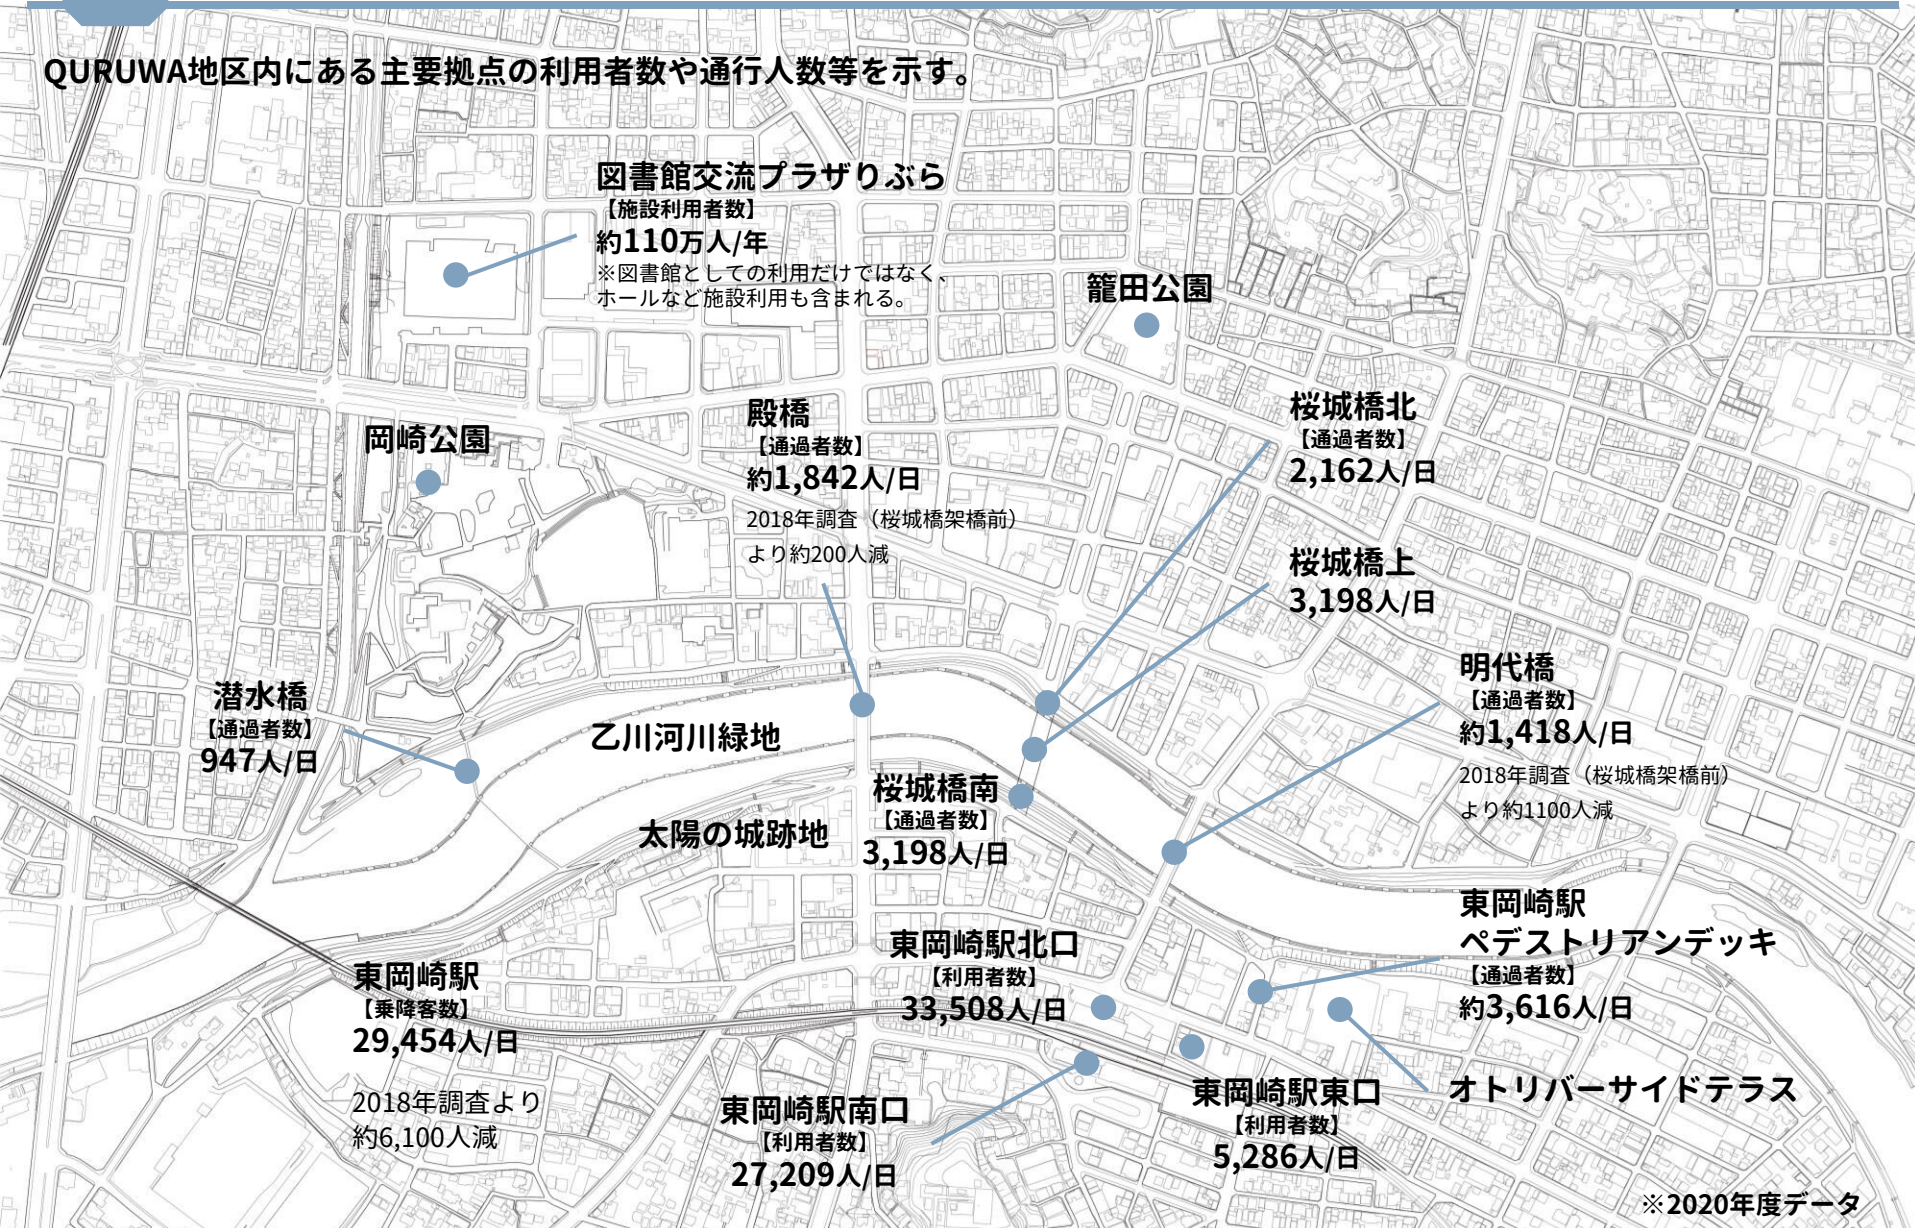 QURUWA地区内にある主要拠点の利用者数や通行人数等を示す。
図書館交流プラザりぶら
【施設利用者数】
約110万人/年
※図書館としての利用だけではなく、
ホールなど施設利用も含まれる。
籠田公園
岡崎公園
殿橋
【通過者数】
約1,842人/日
2018年調査（桜城橋架橋前）
より約200人減
桜城橋北
【通過者数】
2,162人/日
桜城橋上
3,198人/日
明代橋
【通過者数】
約1,418人/日
2018年調査（桜城橋架橋前）
より約1100人減
潜水橋
【通過者数】
947人/日
乙川河川緑地
太陽の城跡地
桜城橋南
【通過者数】
3,198人/日
東岡崎駅
ペデストリアンデッキ
【通過者数】
約3,616人/日
東岡崎駅北口
【利用者数】
33,508人/日
東岡崎駅
【乗降客数】
29,454人/日
2018年調査より
約6,100人減
東岡崎駅南口
【利用者数】
27,209人/日
東岡崎駅東口
【利用者数】
5,286人/日
オトリバーサイドテラス
※2020年度データ